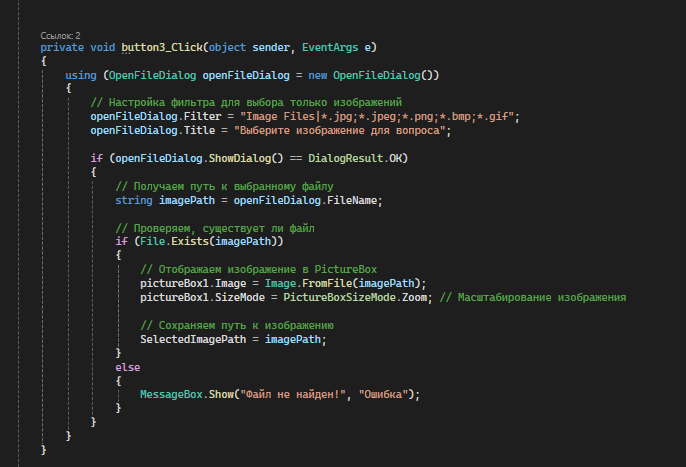 Ссылок: 2
private void button3_Click(object sender, EventArgs e)
{
using (OpenFileDialog openFileDialog = new OpenFileDialog())
{
// Настройка фильтра для выбора только изображений
openFileDialog.Filter = "Image Files|*.jpg;*.jpeg;*.png;*.bmp;*.gif";
openFileDialog.Title = "Выберите изображение для вопроса";
if (openFileDialog.ShowDialog() == DialogResult.OK)
{
// Получаем путь к выбранному файлу
string imagePath = openFileDialog.FileName;
// Проверяем, существует ли файл
if (File.Exists(imagePath))
{
// Отображаем изображение в PictureBox
pictureBox1.Image = Image.FromFile(imagePath);
pictureBox1.SizeMode = PictureBoxSizeMode.Zoom; // Масштабирование изображения
// Сохраняем путь к изображению
SelectedImagePath = imagePath;
}
else
{
MessageBox.Show("Файл не найден!", "Ошибка");
}
}
}
}